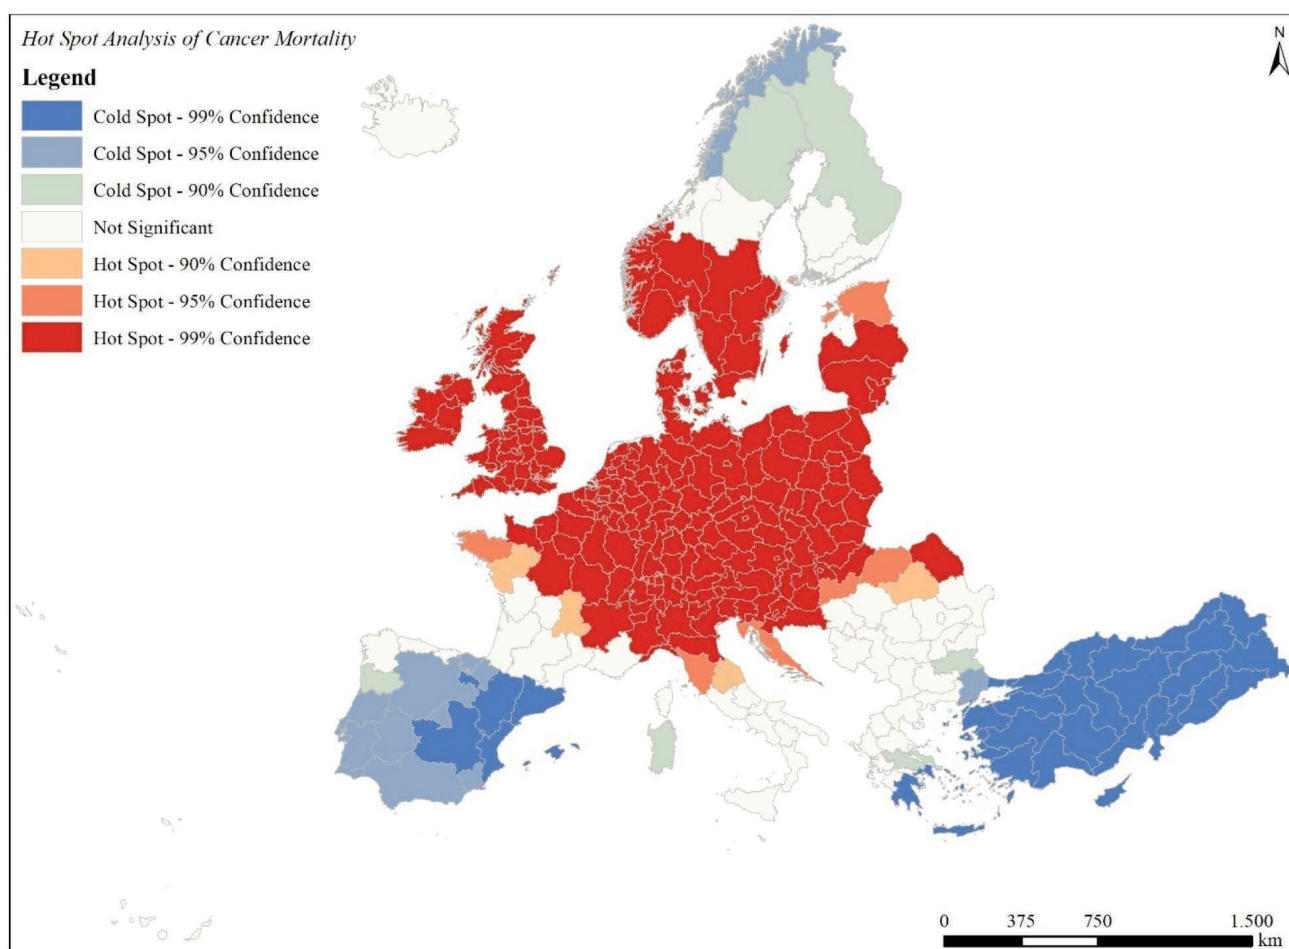 Hot Spot Analysis of Cancer Mortality
N
Legend
Cold Spot - 99% Confidence
Cold Spot - 95% Confidence
Cold Spot - 90% Confidence
Not Significant
Hot Spot - 90% Confidence
Hot Spot - 95% Confidence
Hot Spot - 99% Confidence
0 375 750 1.500
km